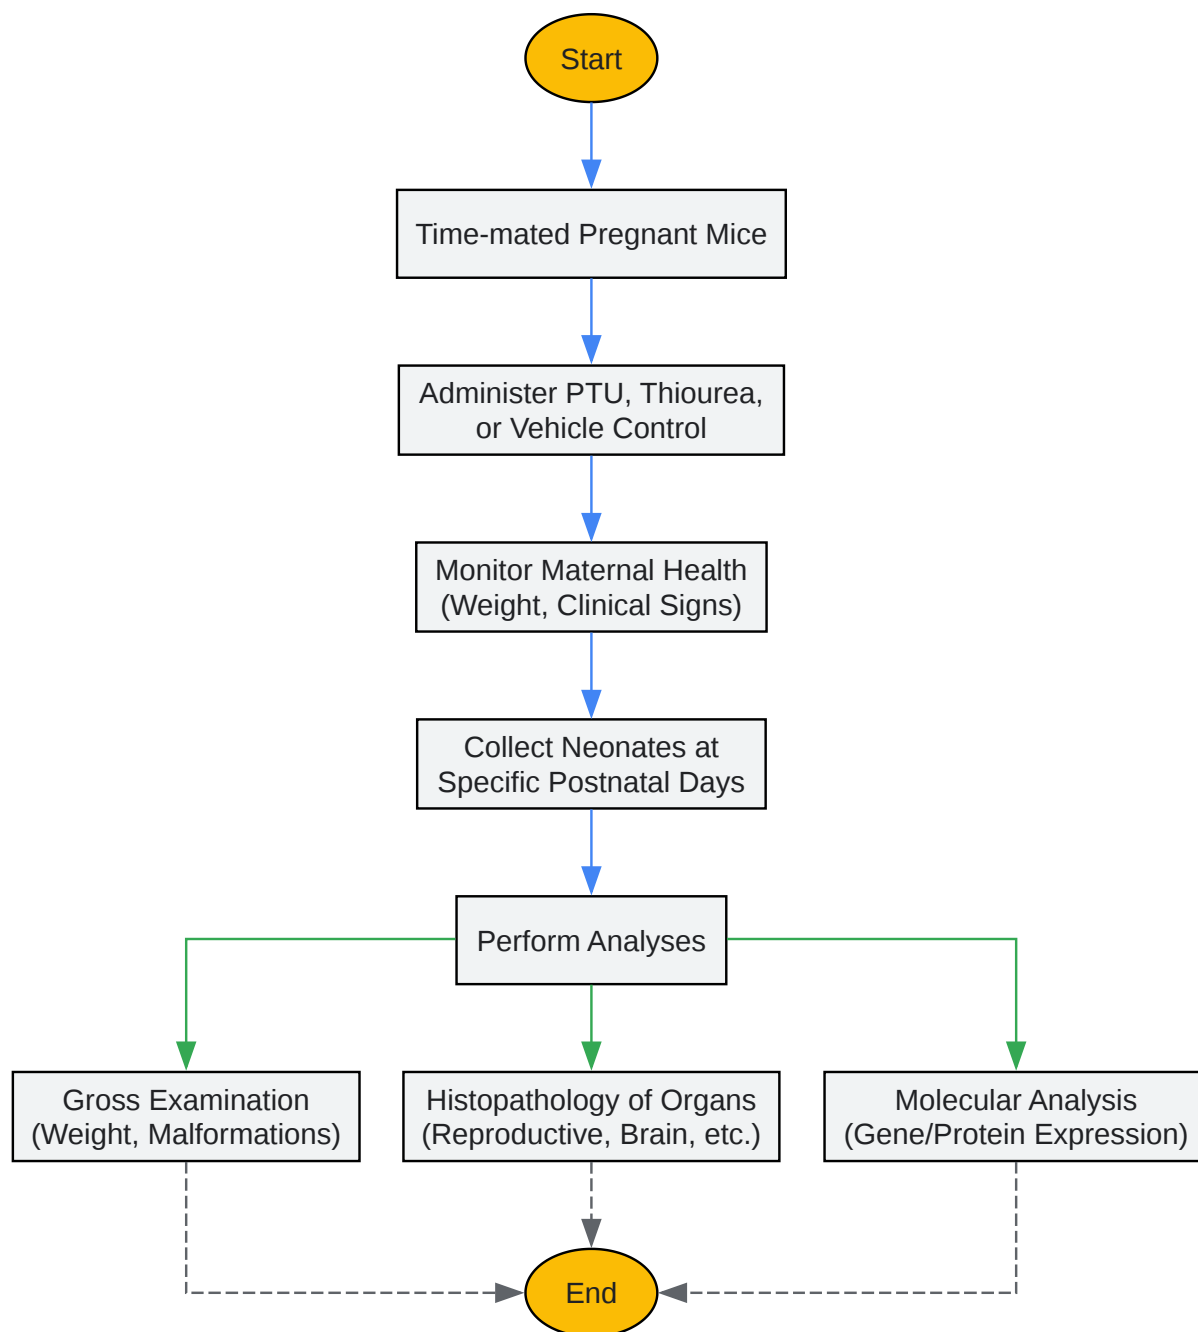 Start
Time-mated Pregnant Mice
Administer PTU, Thiourea,
or Vehicle Control
Monitor Maternal Health
(Weight, Clinical Signs)
Collect Neonates at
Specific Postnatal Days
Perform Analyses
Gross Examination
(Weight, Malformations)
Histopathology of Organs
(Reproductive, Brain, etc.)
Molecular Analysis
(Gene/Protein Expression)
End